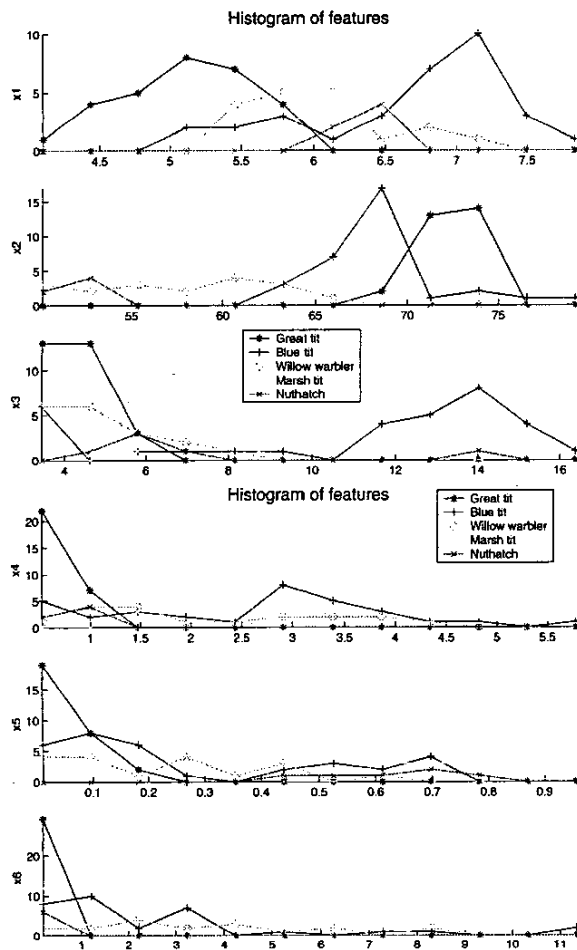 Histogram of features
10
5
0
x1
4.5 5 5.5 6 6.5 7 7.5
15
10
5
0
x2
55 60 65 70 75
Great tit
Blue tit
Willow warbler
Marsh tit
Nuthatch
10
5
0
x3
4 6 8 10 12 14 16
Histogram of features
Great tit
Blue tit
Willow warbler
Marsh tit
Nuthatch
20
15
10
5
0
x4
1 1.5 2 2.5 3 3.5 4 4.5 5 5.5
15
10
5
0
x5
0.1 0.2 0.3 0.4 0.5 0.6 0.7 0.8 0.9
20
10
0
x6
1 2 3 4 5 6 7 8 9 10 11